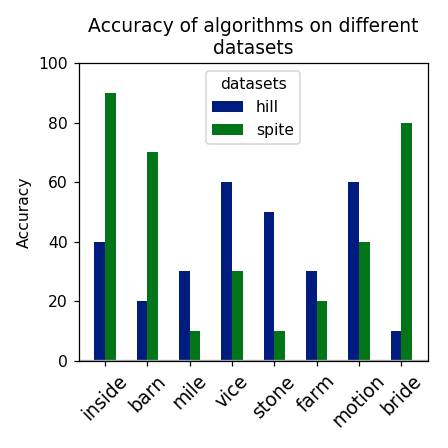 Accuracy of algorithms on different
datasets
100
80
60
40
20
0
Accuracy
datasets
hill
spite
inside
barn
mile
vice
stone
farm
motion
bride